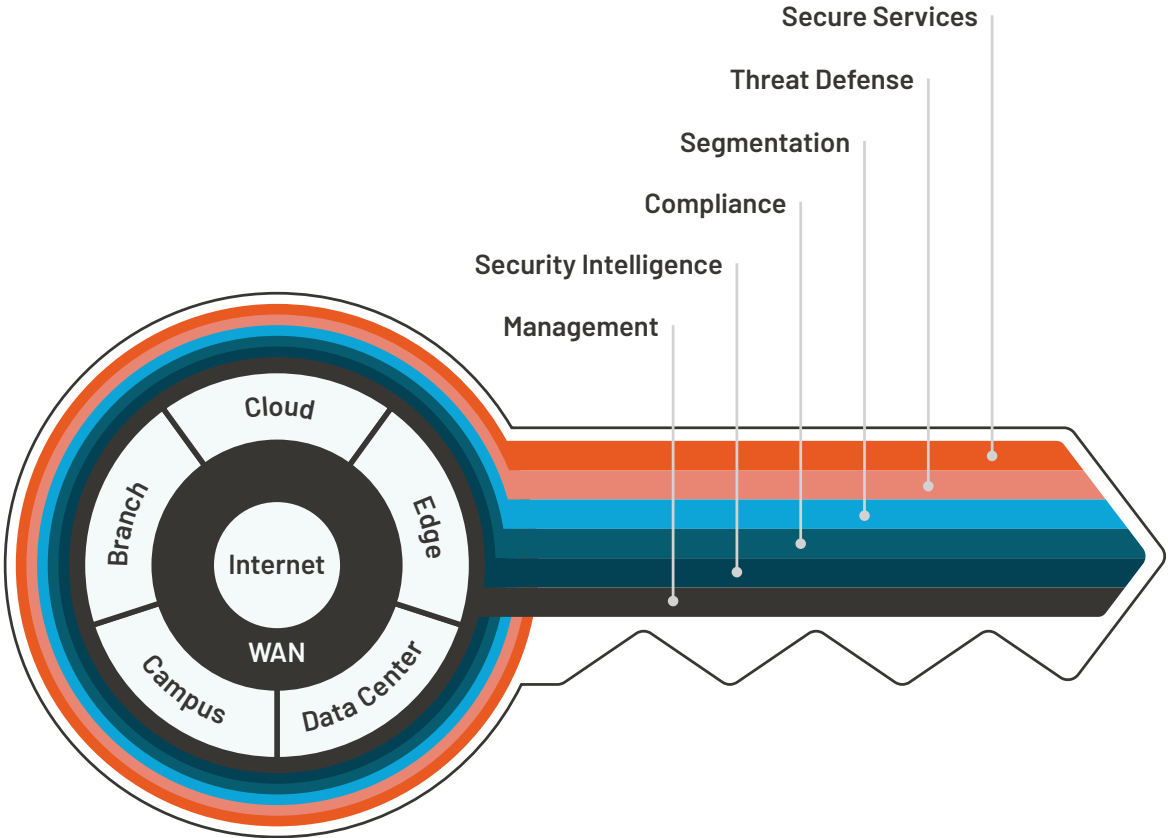 Secure Services
Threat Defense
Segmentation
Compliance
Security Intelligence
Management
Cloud
Branch
Edge
Internet
WAN
Campus
Data Center